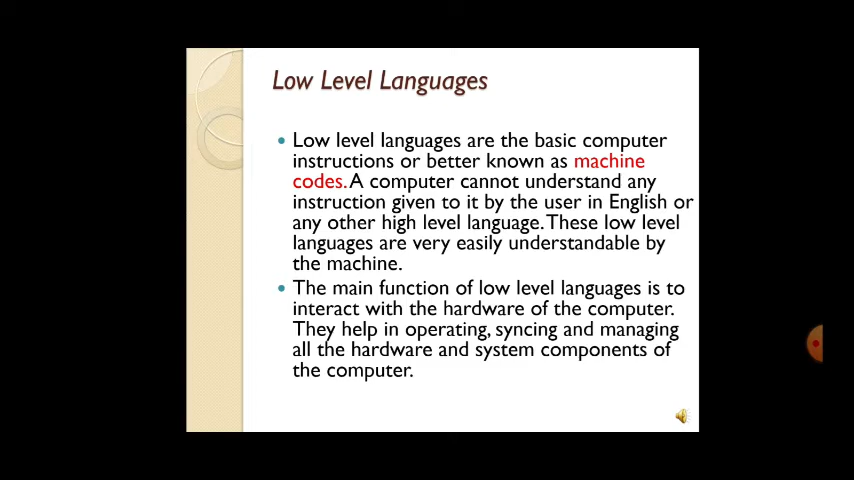 Low Level Languages
Low level languages are the basic computer
instructions or better known as machine
codes. A computer cannot understand any
instruction given to it by the user in English or
any other high level language. These low level
languages are very easily understandable by
the machine.
The main function of low level languages is to
interact with the hardware of the computer.
They help in operating, syncing and managing
all the hardware and system components of
the computer.